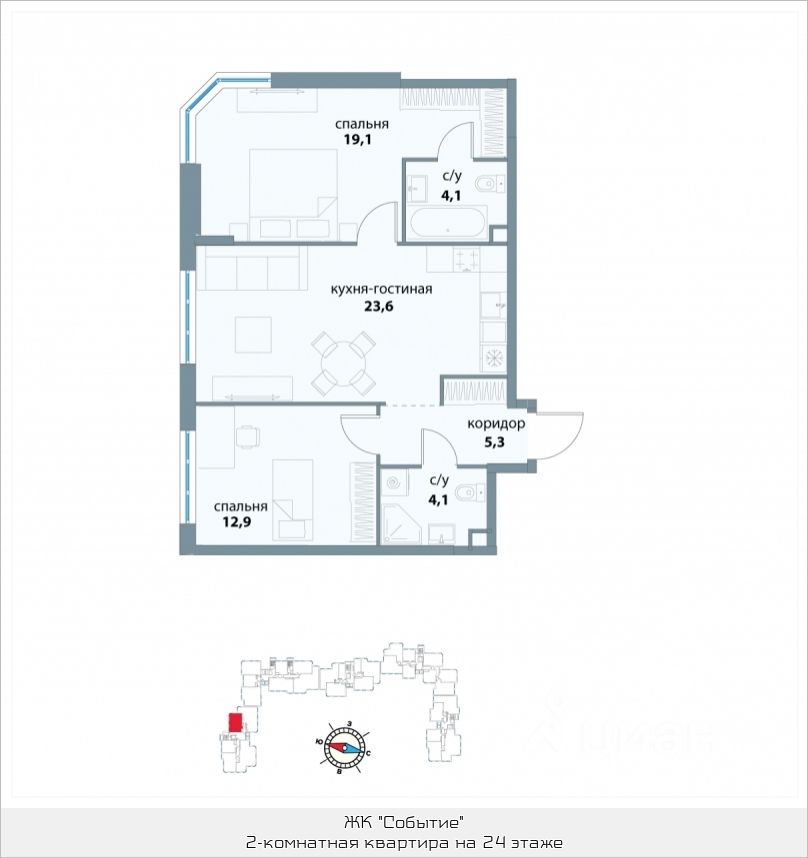 спальня
19,1
с/у
4,1
кухня-гостиная
23,6
коридор
5,3
с/у
4,1
спальня
12,9
З
Ю
С
В
Циан
ЖК "Событие"
2-комнатная квартира на 24 этаже